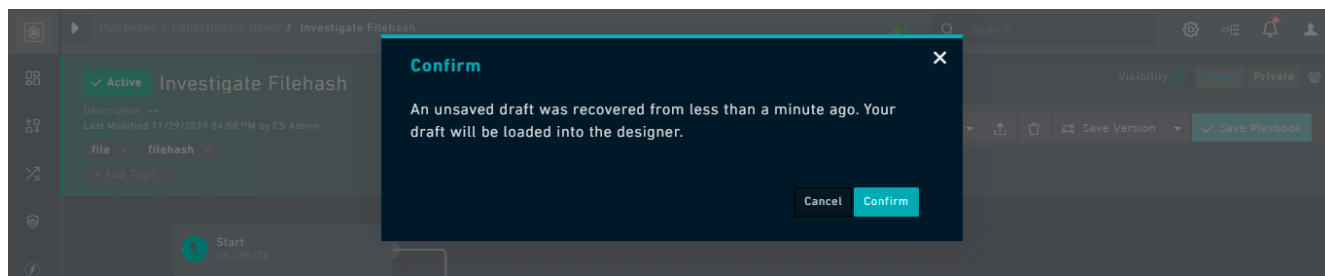 Playbooks / Collections / Demo / Investigate Filehash
Search
Active
Investigate Filehash
Visibility
Public
Private
Description --
Last Modified 11/29/2019 04:58 PM by CS Admin
file
filehash
+ Add Tags
Save Version
Save Playbook
Confirm
An unsaved draft was recovered from less than a minute ago. Your
draft will be loaded into the designer.
Cancel
Confirm
Start
ON CREATE